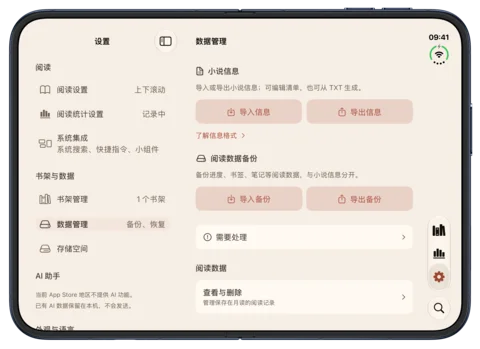 设置
阅读
阅读设置 上下滚动
阅读统计设置 记录中
系统集成
系统搜索、快捷指令、小组件
书架与数据
书架管理 1 个书架
数据管理 备份、恢复
存储空间
AI 助手
当前 App Store 地区不提供 AI 功能。
已有 AI 数据保留在本机，不会发送。
数据管理
小说信息
导入或导出小说信息；可编辑清单，也可从 TXT 生成。
导入信息 导出信息
了解信息格式
阅读数据备份
备份进度、书签、笔记等阅读数据，与小说信息分开。
导入备份 导出备份
需要处理
阅读数据
查看与删除
管理保存在月读的阅读记录
09:41